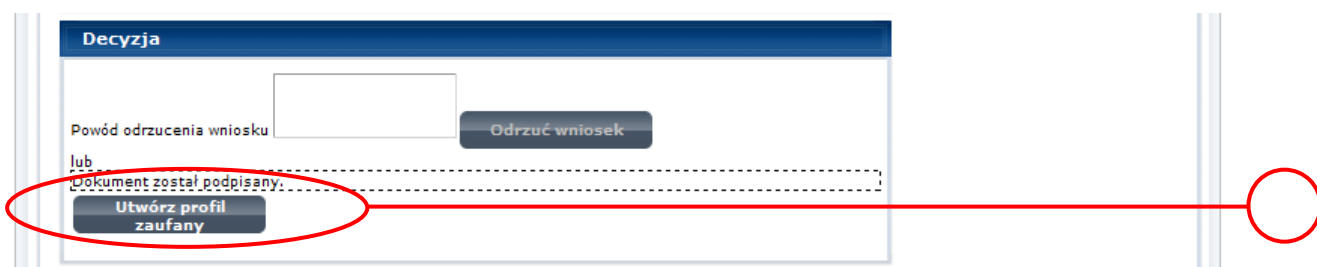 Decyzja
Powód odrzucenia wniosku
Odrzuć wniosek
lub
Dokument został podpisany.
Utwórz profil
zaufany